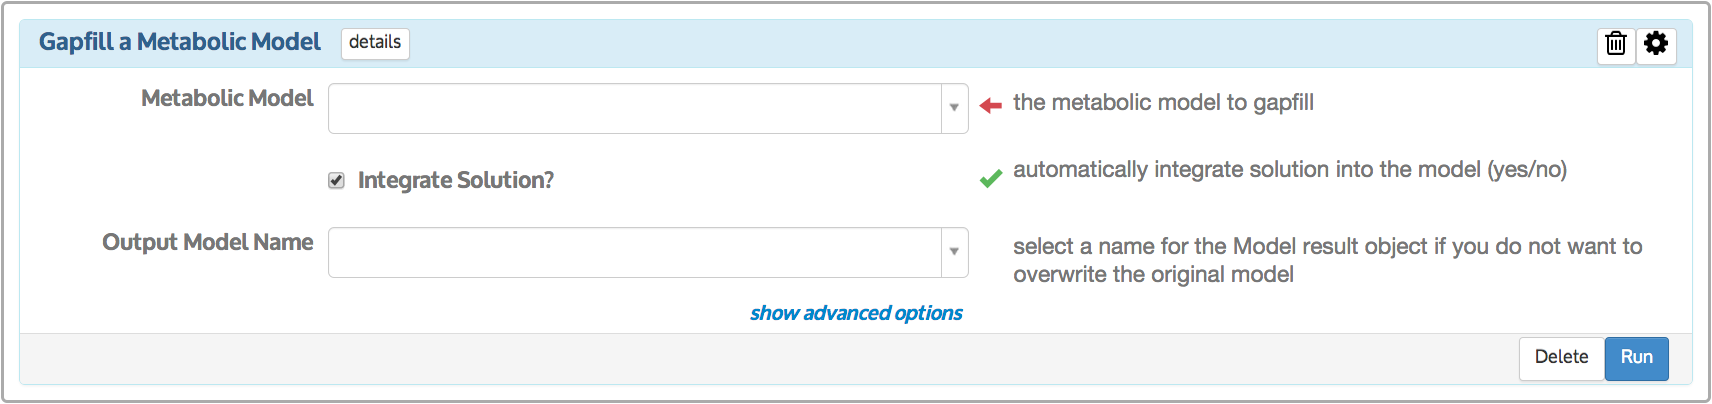 Gapfill a Metabolic Model details
Metabolic Model
the metabolic model to gapfill
Integrate Solution?
automatically integrate solution into the model (yes/no)
Output Model Name
select a name for the Model result object if you do not want to
overwrite the original model
show advanced options
Delete Run